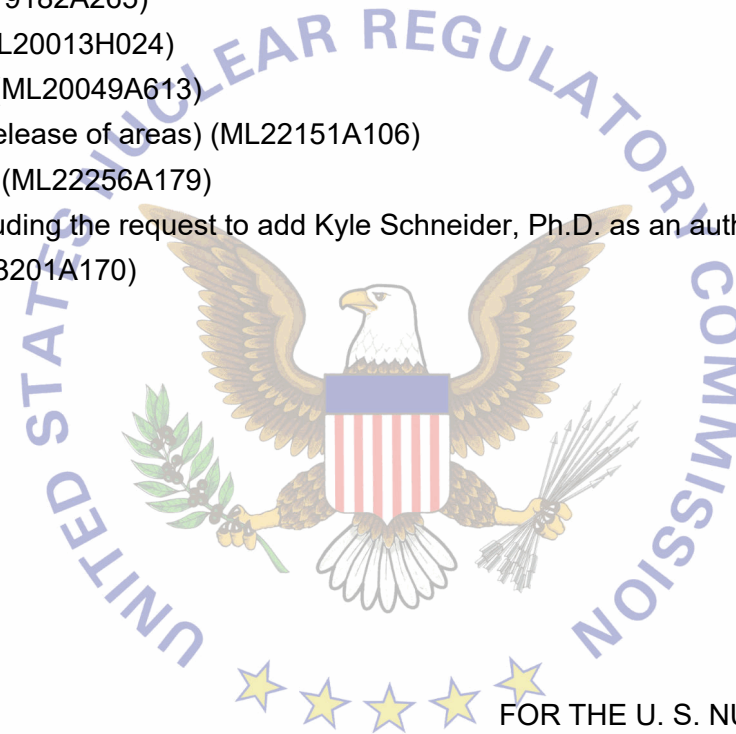 9182A265)
L20013H024)
(ML20049A613)
elease of areas) (ML22151A106)
(ML22256A179)
uding the request to add Kyle Schneider, Ph.D. as an auth
3201A170)
UNITED STATES NUCLEAR REGULATORY COMMISSION
FOR THE U. S. NU